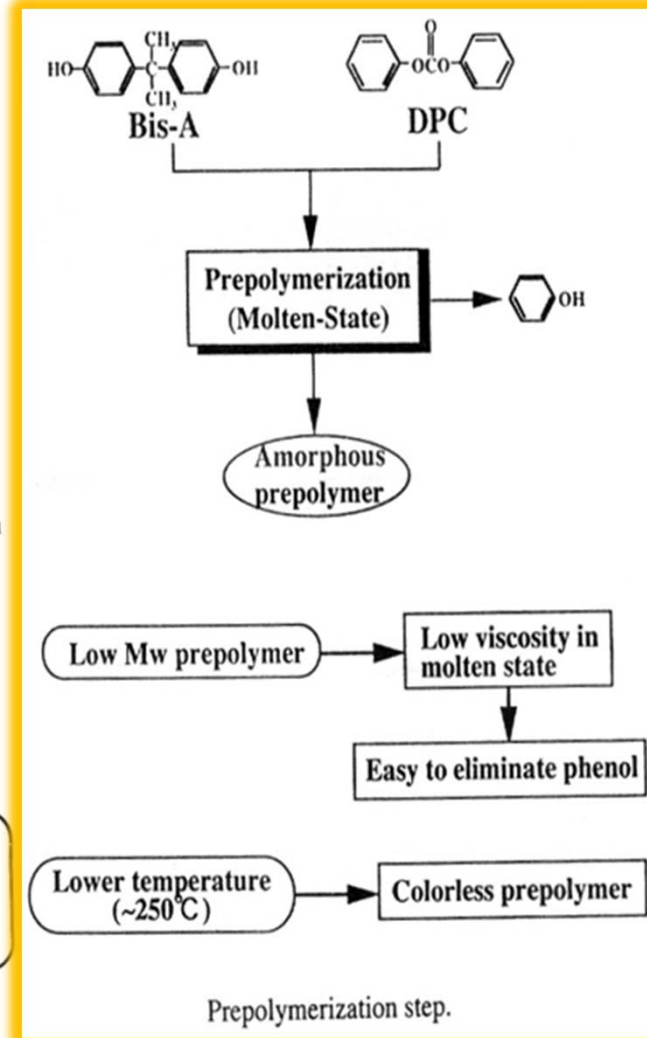 CH3
HO
C
OH
CH3
Bis-A
O
OCO
DPC
Prepolymerization
(Molten-State)
OH
Amorphous
prepolymer
Low Mw prepolymer
Low viscosity in
molten state
Easy to eliminate phenol
Lower temperature
(~250℃)
Colorless prepolymer
Prepolymerization step.